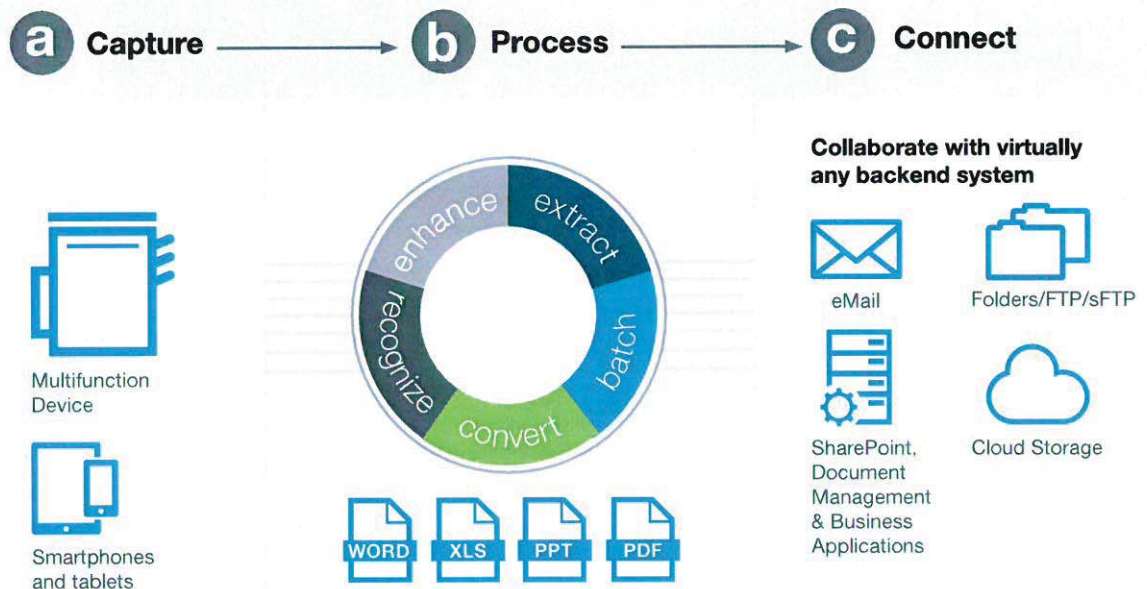 a Capture
b Process
c Connect
Multifunction
Device
Smartphones
and tablets
enhance
extract
batch
convert
recognize
WORD
XLS
PPT
PDF
Collaborate with virtually
any backend system
eMail
Folders/FTP/sFTP
SharePoint,
Document
Management
& Business
Applications
Cloud Storage